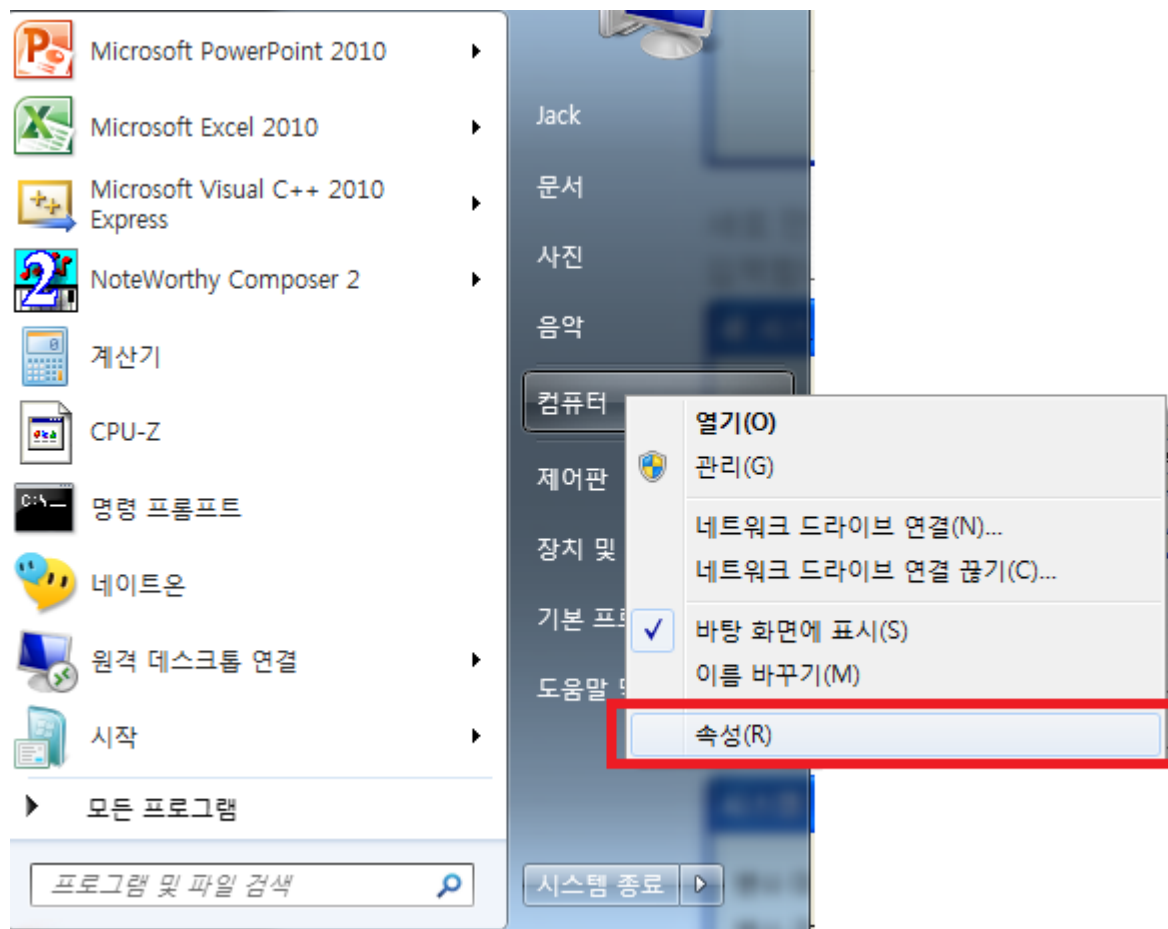 Microsoft PowerPoint 2010
Microsoft Excel 2010
Microsoft Visual C++ 2010
Express
NoteWorthy Composer 2
계산기
CPU-Z
명령 프롬프트
네이트온
원격 데스크톱 연결
시작
모든 프로그램
프로그램 및 파일 검색
Jack
문서
사진
음악
컴퓨터
제어판
장치 및
기본 프로
도움말 및
시스템 종료
열기(O)
관리(G)
네트워크 드라이브 연결(N)...
네트워크 드라이브 연결 끊기(C)...
바탕 화면에 표시(S)
이름 바꾸기(M)
속성(R)